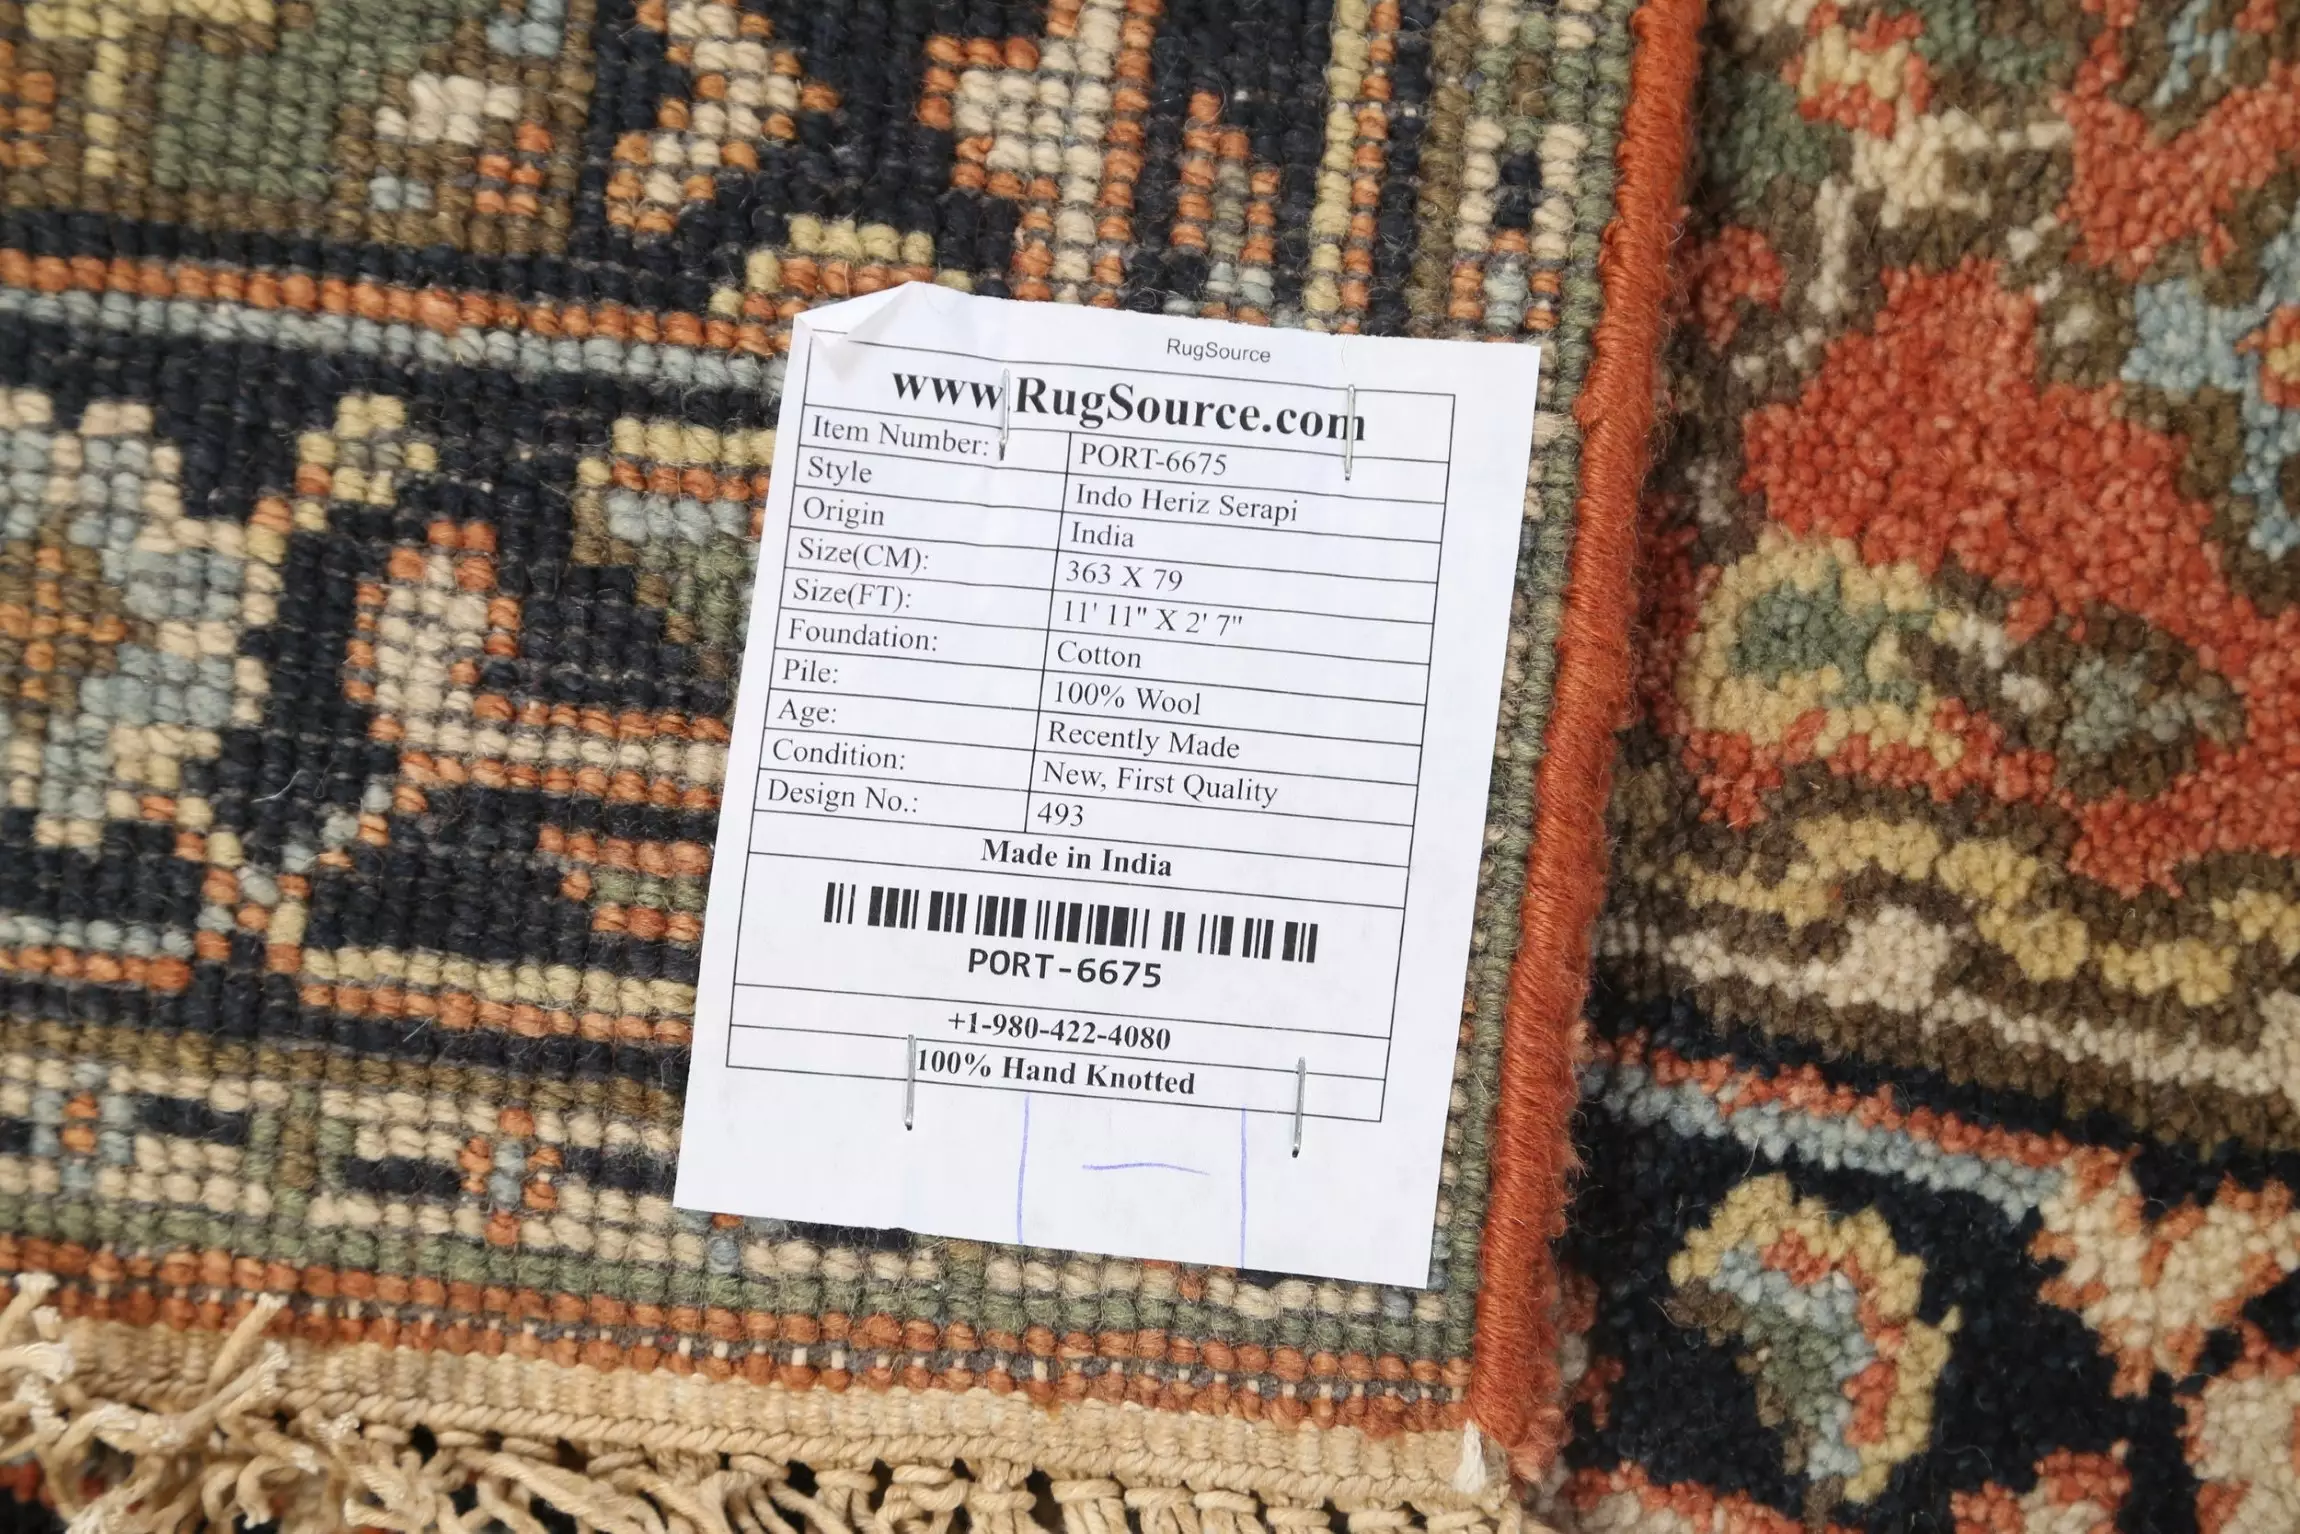 RugSource
www.RugSource.com
Item Number: PORT-6675
Style Indo Heriz Serapi
Origin India
Size(CM): 363 X 79
Size(FT): 11' 11" X 2' 7"
Foundation: Cotton
Pile: 100% Wool
Age: Recently Made
Condition: New, First Quality
Design No.: 493
Made in India
PORT-6675
+1-980-422-4080
100% Hand Knotted